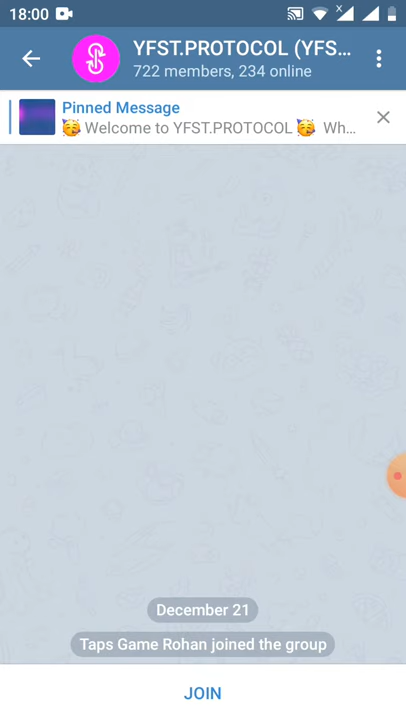 18:00
YFST.PROTOCOL (YFS...
722 members, 234 online
Pinned Message
🥳 Welcome to YFST.PROTOCOL 🥳 Wh...
December 21
Taps Game Rohan joined the group
JOIN